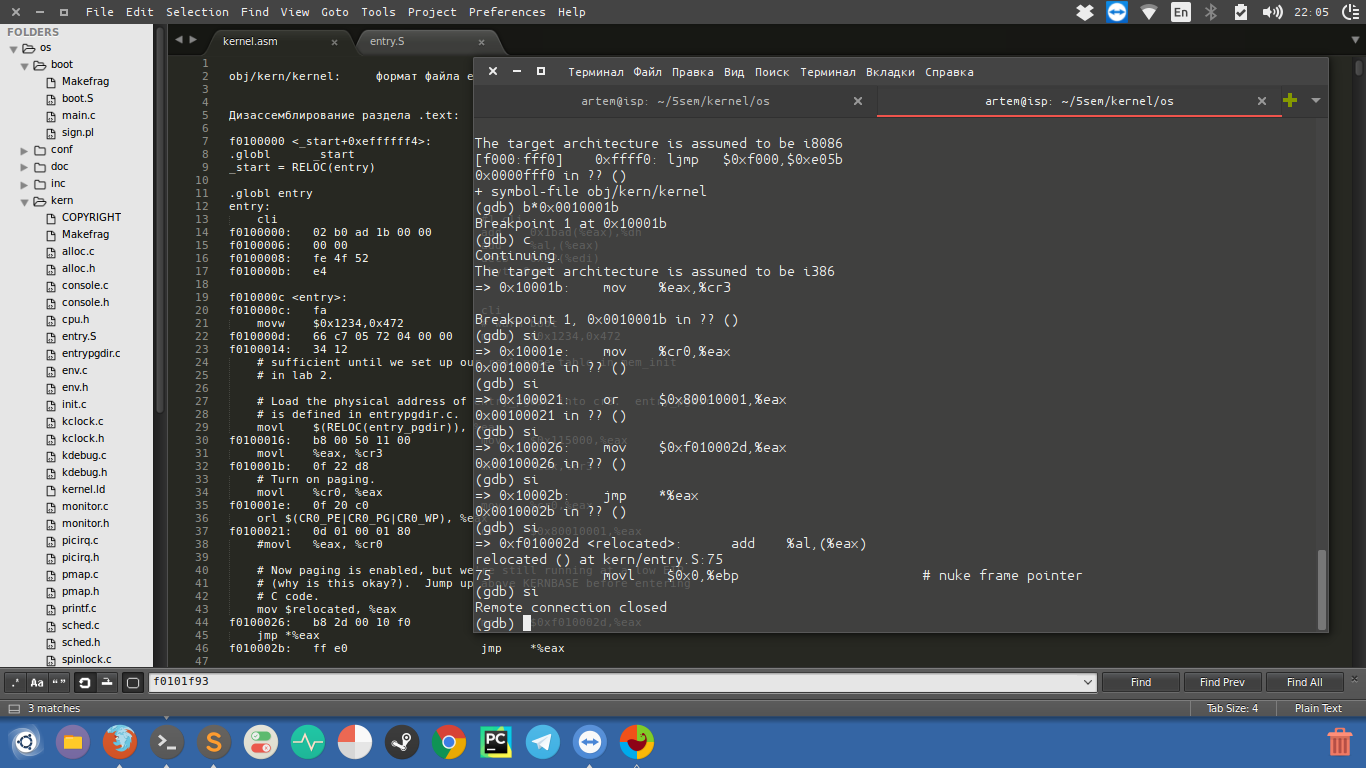 File Edit Selection Find View Goto Tools Project Preferences Help
En
22:05
FOLDERS
os
boot
Makefrag
boot.S
main.c
sign.pl
conf
doc
inc
kern
COPYRIGHT
Makefrag
alloc.c
alloc.h
console.c
console.h
cpu.h
entry.S
entrypgdir.c
env.c
env.h
init.c
kclock.c
kclock.h
kdebug.c
kdebug.h
kernel.ld
monitor.c
monitor.h
picirq.c
picirq.h
pmap.c
pmap.h
printf.c
sched.c
sched.h
spinlock.c
kernel.asm
entry.S
1
2 obj/kern/kernel: формат файла e
3
4
5 Дизассемблирование раздела .text:
6
7 f0100000 <_start+0xeffffff4>:
8 .globl _start
9 _start = RELOC(entry)
10
11 .globl entry
12 entry:
13 cli
14 f0100000: 02 b0 ad 1b 00 00
15 f0100006: 00 00
16 f0100008: fe 4f 52
17 f010000b: e4
18
19 f010000c <entry>:
20 f010000c: fa
21 movw $0x1234,0x472
22 f010000d: 66 c7 05 72 04 00 00
23 f0100014: 34 12
24 # sufficient until we set up ou
25 # in lab 2.
26
27 # Load the physical address of
28 # is defined in entrypgdir.c.
29 movl $(RELOC(entry_pgdir)),
30 f0100016: b8 00 50 11 00
31 movl %eax, %cr3
32 f010001b: 0f 22 d8
33 # Turn on paging.
34 movl %cr0, %eax
35 f010001e: 0f 20 c0
36 orl $(CR0_PE|CR0_PG|CR0_WP), %e
37 f0100021: 0d 01 00 01 80
38 #movl %eax, %cr0
39
40 # Now paging is enabled, but we
41 # (why is this okay?). Jump up
42 # C code.
43 mov $relocated, %eax
44 f0100026: b8 2d 00 10 f0
45 jmp *%eax
46 f010002b: ff e0 jmp *%eax
47
Терминал Файл Правка Вид Поиск Терминал Вкладки Справка
artem@isp: ~/5sem/kernel/os
artem@isp: ~/5sem/kernel/os
The target architecture is assumed to be i8086
[f000:fff0] 0xffff0: ljmp $0xf000,$0xe05b
0x0000fff0 in ?? ()
+ symbol-file obj/kern/kernel
(gdb) b*0x0010001b
Breakpoint 1 at 0x10001b
(gdb) c
Continuing.
The target architecture is assumed to be i386
=> 0x10001b: mov %eax,%cr3

Breakpoint 1, 0x0010001b in ?? ()
(gdb) si
=> 0x10001e: mov %cr0,%eax
0x0010001e in ?? ()
(gdb) si
=> 0x100021: or $0x80010001,%eax
0x00100021 in ?? ()
(gdb) si
=> 0x100026: mov $0xf010002d,%eax
0x00100026 in ?? ()
(gdb) si
=> 0x10002b: jmp *%eax
0x0010002b in ?? ()
(gdb) si
=> 0xf010002d <relocated>: add %al,(%eax)
relocated () at kern/entry.S:75
75 movl $0x0,%ebp # nuke frame pointer
(gdb) si
Remote connection closed
(gdb)
.* Aa “”
f0101f93
Find
Find Prev
Find All
3 matches
Tab Size: 4
Plain Text
S
PC